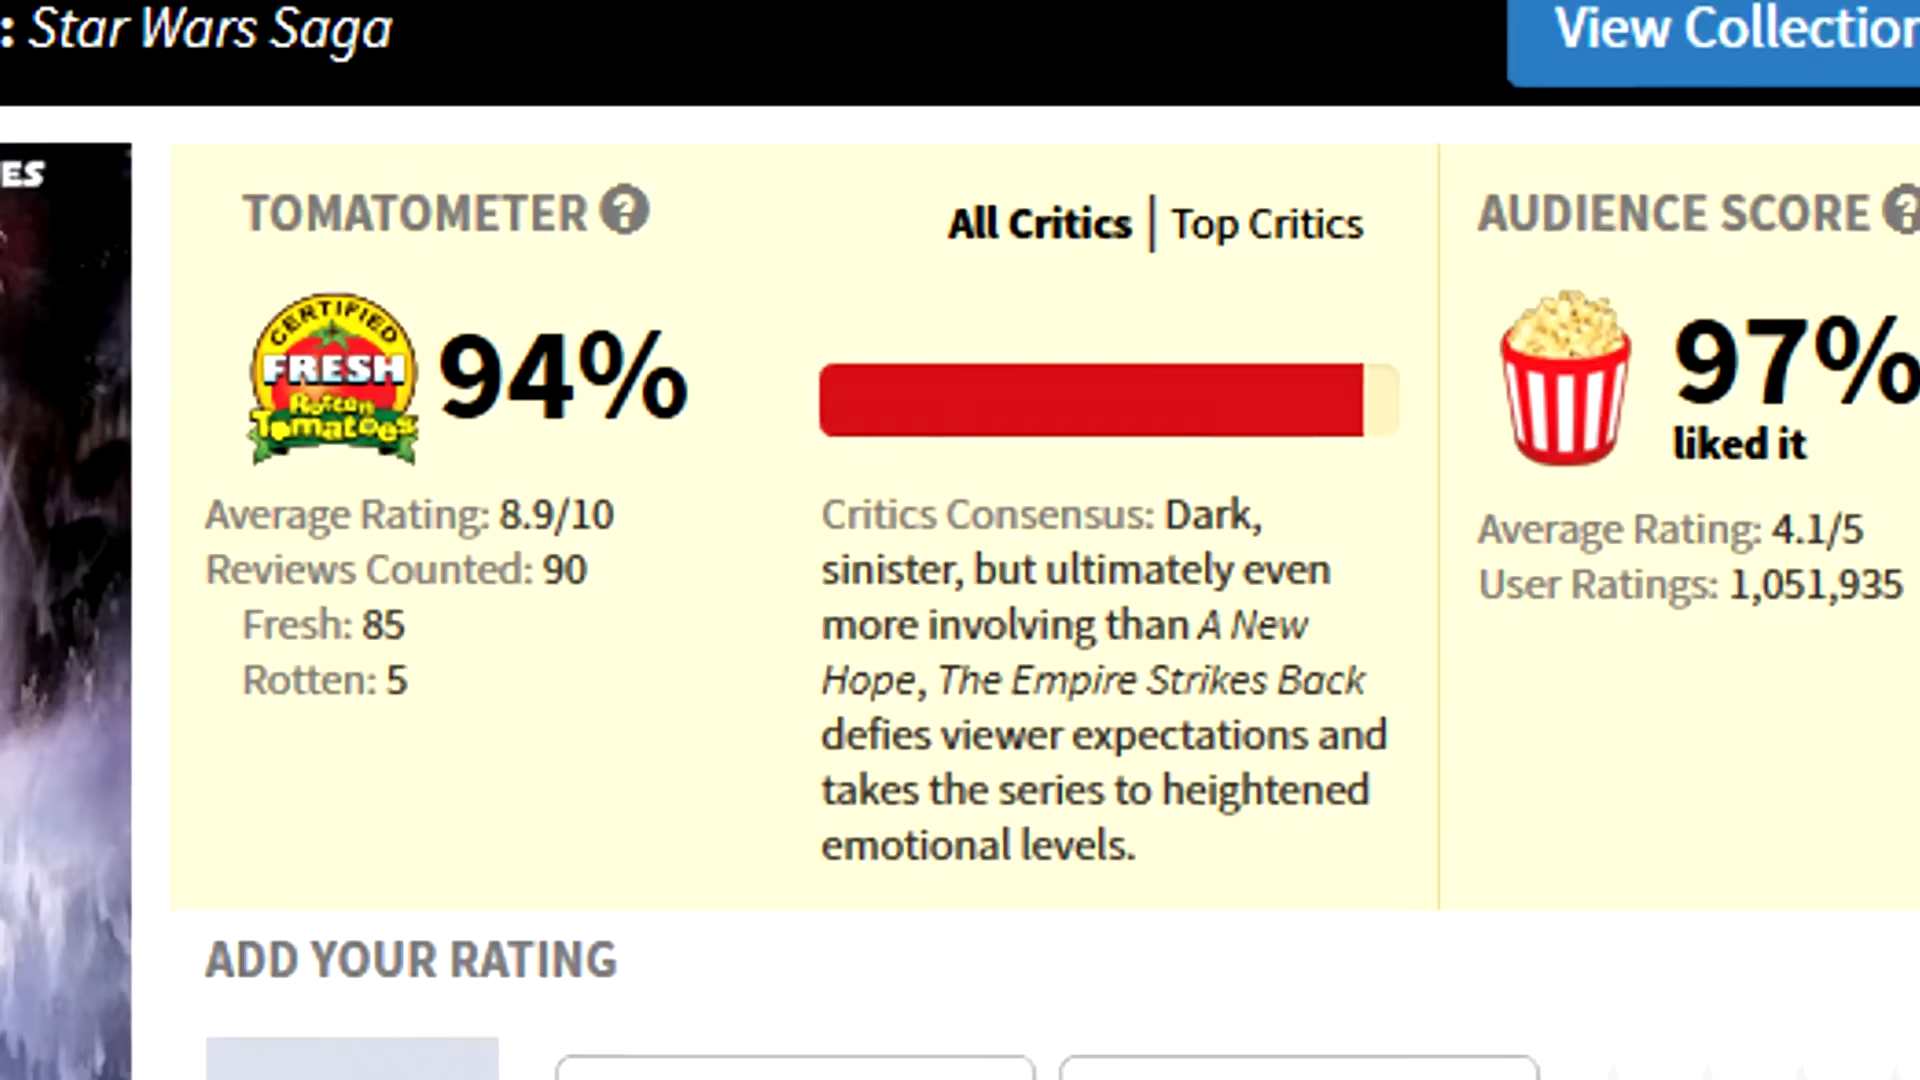 : Star Wars Saga
View Collection
ES
TOMATOMETER ?
All Critics | Top Critics
AUDIENCE SCORE ?
CERTIFIED
FRESH
Rotten
Tomatoes
94%
97%
liked it
Average Rating: 8.9/10
Reviews Counted: 90
Fresh: 85
Rotten: 5
Critics Consensus: Dark,
sinister, but ultimately even
more involving than A New
Hope, The Empire Strikes Back
defies viewer expectations and
takes the series to heightened
emotional levels.
Average Rating: 4.1/5
User Ratings: 1,051,935
ADD YOUR RATING